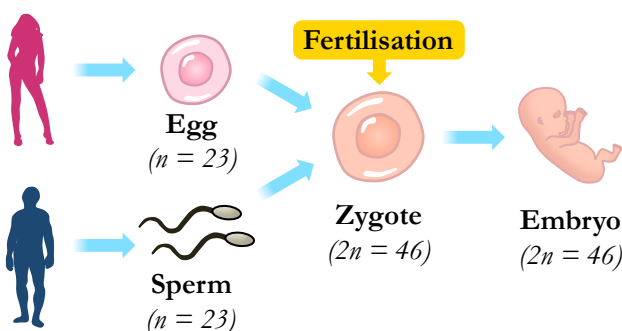 Fertilisation
Egg
(n = 23)
Zygote
(2n = 46)
Embryo
(2n = 46)
Sperm
(n = 23)